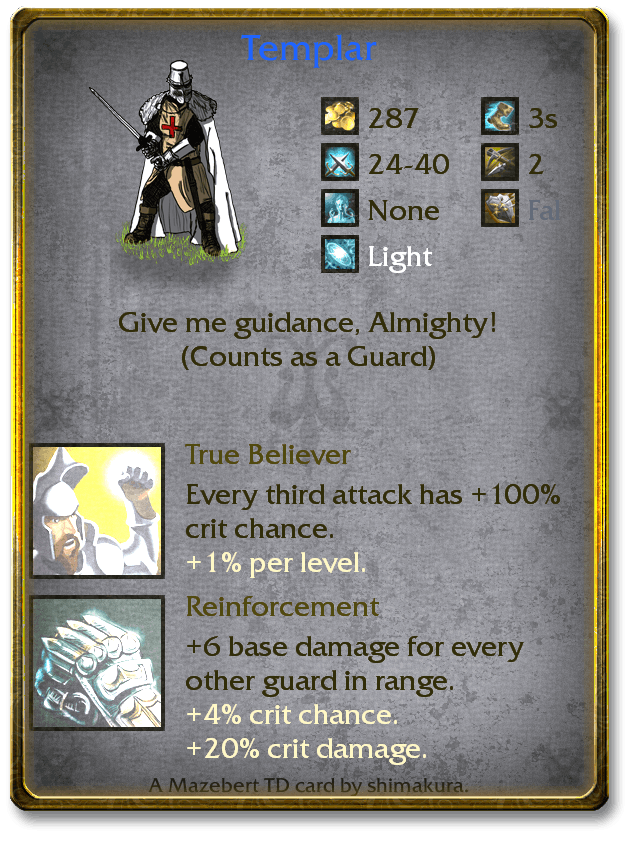 Templar
287 3s
24-40 2
None Fal
Light
Give me guidance, Almighty!
(Counts as a Guard)
True Believer
Every third attack has +100%
crit chance.
+1% per level.
Reinforcement
+6 base damage for every
other guard in range.
+4% crit chance.
+20% crit damage.
A Mazebert TD card by shimakura.